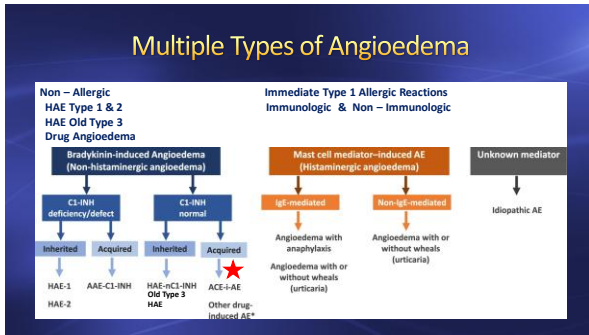 Multiple Types of Angioedema
Non – Allergic
HAE Type 1 & 2
HAE Old Type 3
Drug Angioedema
Immediate Type 1 Allergic Reactions
Immunologic & Non – Immunologic
Bradykinin-induced Angioedema
(Non-histaminergic angioedema)
Mast cell mediator–induced AE
(Histaminergic angioedema)
Unknown mediator
C1-INH
deficiency/defect
C1-INH
normal
IgE-mediated
Non-IgE-mediated
Idiopathic AE
Inherited
Acquired
Inherited
Acquired
Angioedema with
anaphylaxis
Angioedema with or
without wheals
(urticaria)
Angioedema with or
without wheals
(urticaria)
HAE-1
HAE-2
AAE-C1-INH
HAE-nC1-INH
Old Type 3
HAE
ACE-i-AE
Other drug-
induced AE*